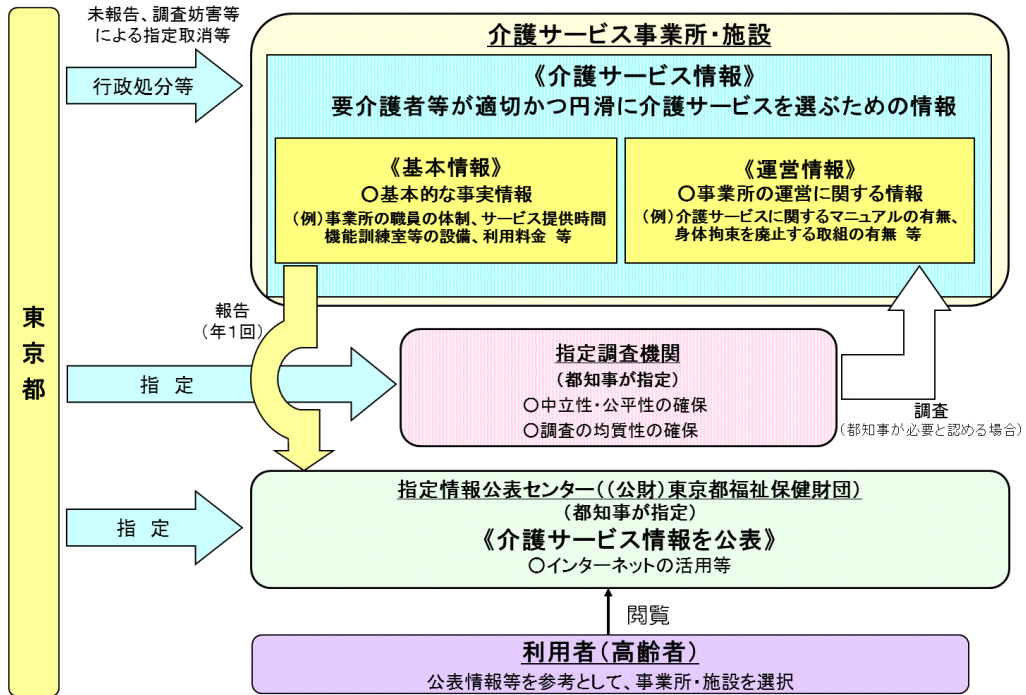 東京都
未報告、調査妨害等
による指定取消等
行政処分等
介護サービス事業所・施設
《介護サービス情報》
要介護者等が適切かつ円滑に介護サービスを選ぶための情報
《基本情報》
○基本的な事実情報
(例)事業所の職員の体制、サービス提供時間
機能訓練室等の設備、利用料金 等
《運営情報》
○事業所の運営に関する情報
(例)介護サービスに関するマニュアルの有無、
身体拘束を廃止する取組の有無 等
報告
(年1回)
指 定
指定調査機関
(都知事が指定)
○中立性・公平性の確保
○調査の均質性の確保
調査
(都知事が必要と認める場合)
指 定
指定情報公表センター((公財)東京都福祉保健財団)
(都知事が指定)
《介護サービス情報を公表》
○インターネットの活用等
閲覧
利用者(高齢者)
公表情報等を参考として、事業所・施設を選択